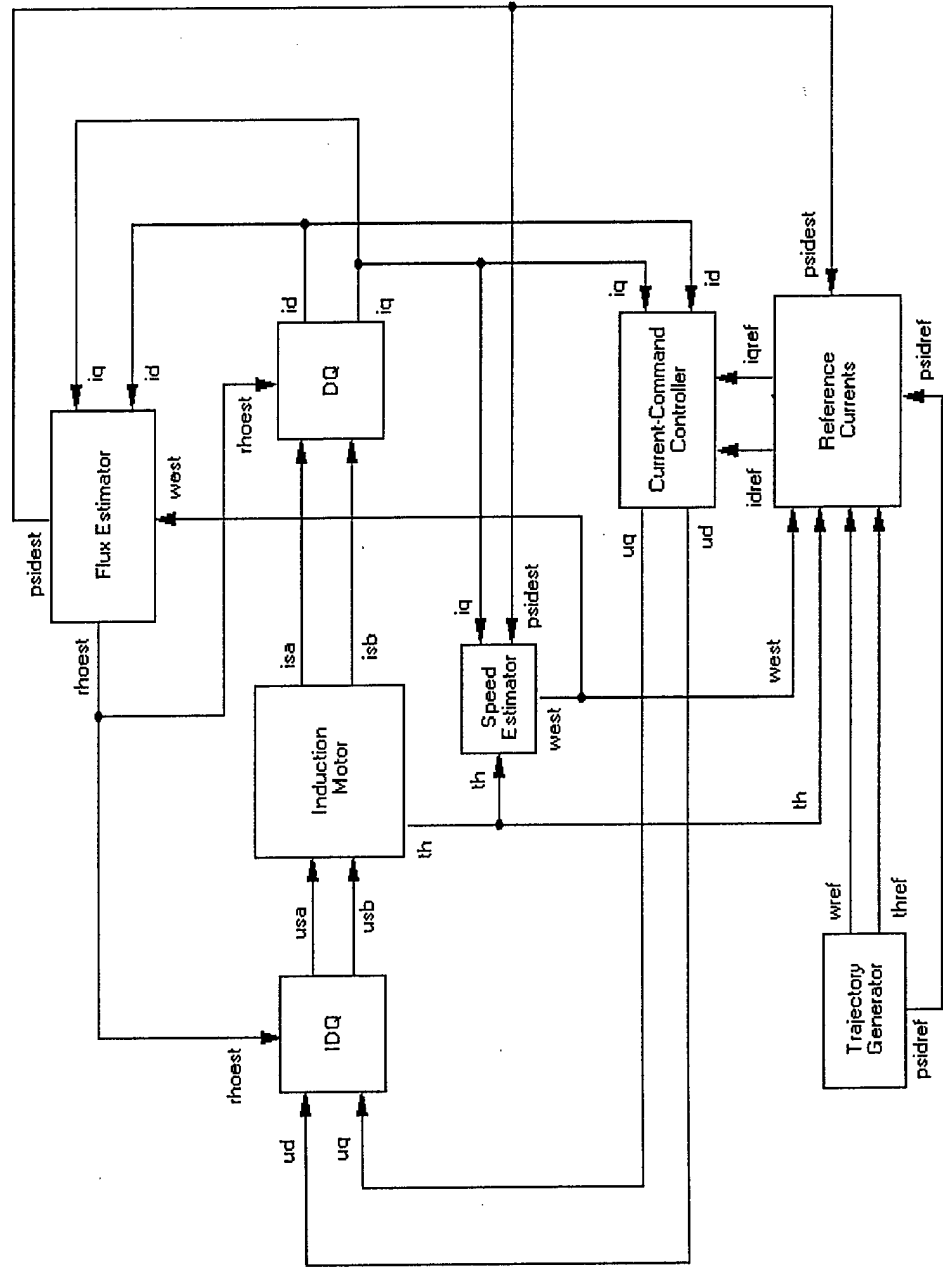 psidest
Flux Estimator
iq
id
west
rhoest
rhoest
DQ
id
iq
isa
isb
Induction
Motor
th
usa
usb
rhoest
IDQ
ud
uq
iq
psidest
Speed
Estimator
th
west
iq
id
Current-Command
Controller
uq
ud
idref
iqref
psidest
Reference
Currents
psidref
west
th
wref
thref
Trajectory
Generator
psidref